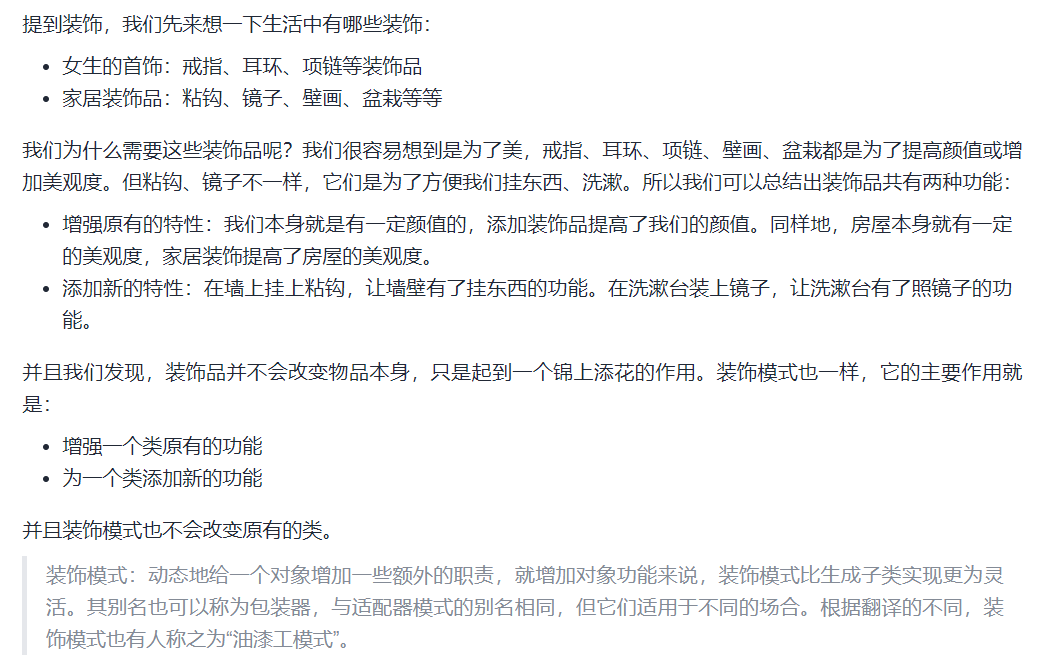 提到装饰，我们先来想一下生活中有哪些装饰：
• 女生的首饰：戒指、耳环、项链等装饰品
• 家居装饰品：粘钩、镜子、壁画、盆栽等等
我们为什么需要这些装饰品呢？我们很容易想到是为了美，戒指、耳环、项链、壁画、盆栽都是为了提高颜值或增
加美观度。但粘钩、镜子不一样，它们是为了方便我们挂东西、洗漱。所以我们可以总结出装饰品共有两种功能：
• 增强原有的特性：我们本身就是有一定颜值的，添加装饰品提高了我们的颜值。同样地，房屋本身就有一定
的美观度，家居装饰提高了房屋的美观度。
• 添加新的特性：在墙上挂上粘钩，让墙壁有了挂东西的功能。在洗漱台装上镜子，让洗漱台有了照镜子的功
能。
并且我们发现，装饰品并不会改变物品本身，只是起到一个锦上添花的作用。装饰模式也一样，它的主要作用就
是：
• 增强一个类原有的功能
• 为一个类添加新的功能
并且装饰模式也不会改变原有的类。
装饰模式：动态地给一个对象增加一些额外的职责，就增加对象功能来说，装饰模式比生成子类实现更为灵
活。其别名也可以称为包装器，与适配器模式的别名相同，但它们适用于不同的场合。根据翻译的不同，装
饰模式也有人称之为“油漆工模式”。